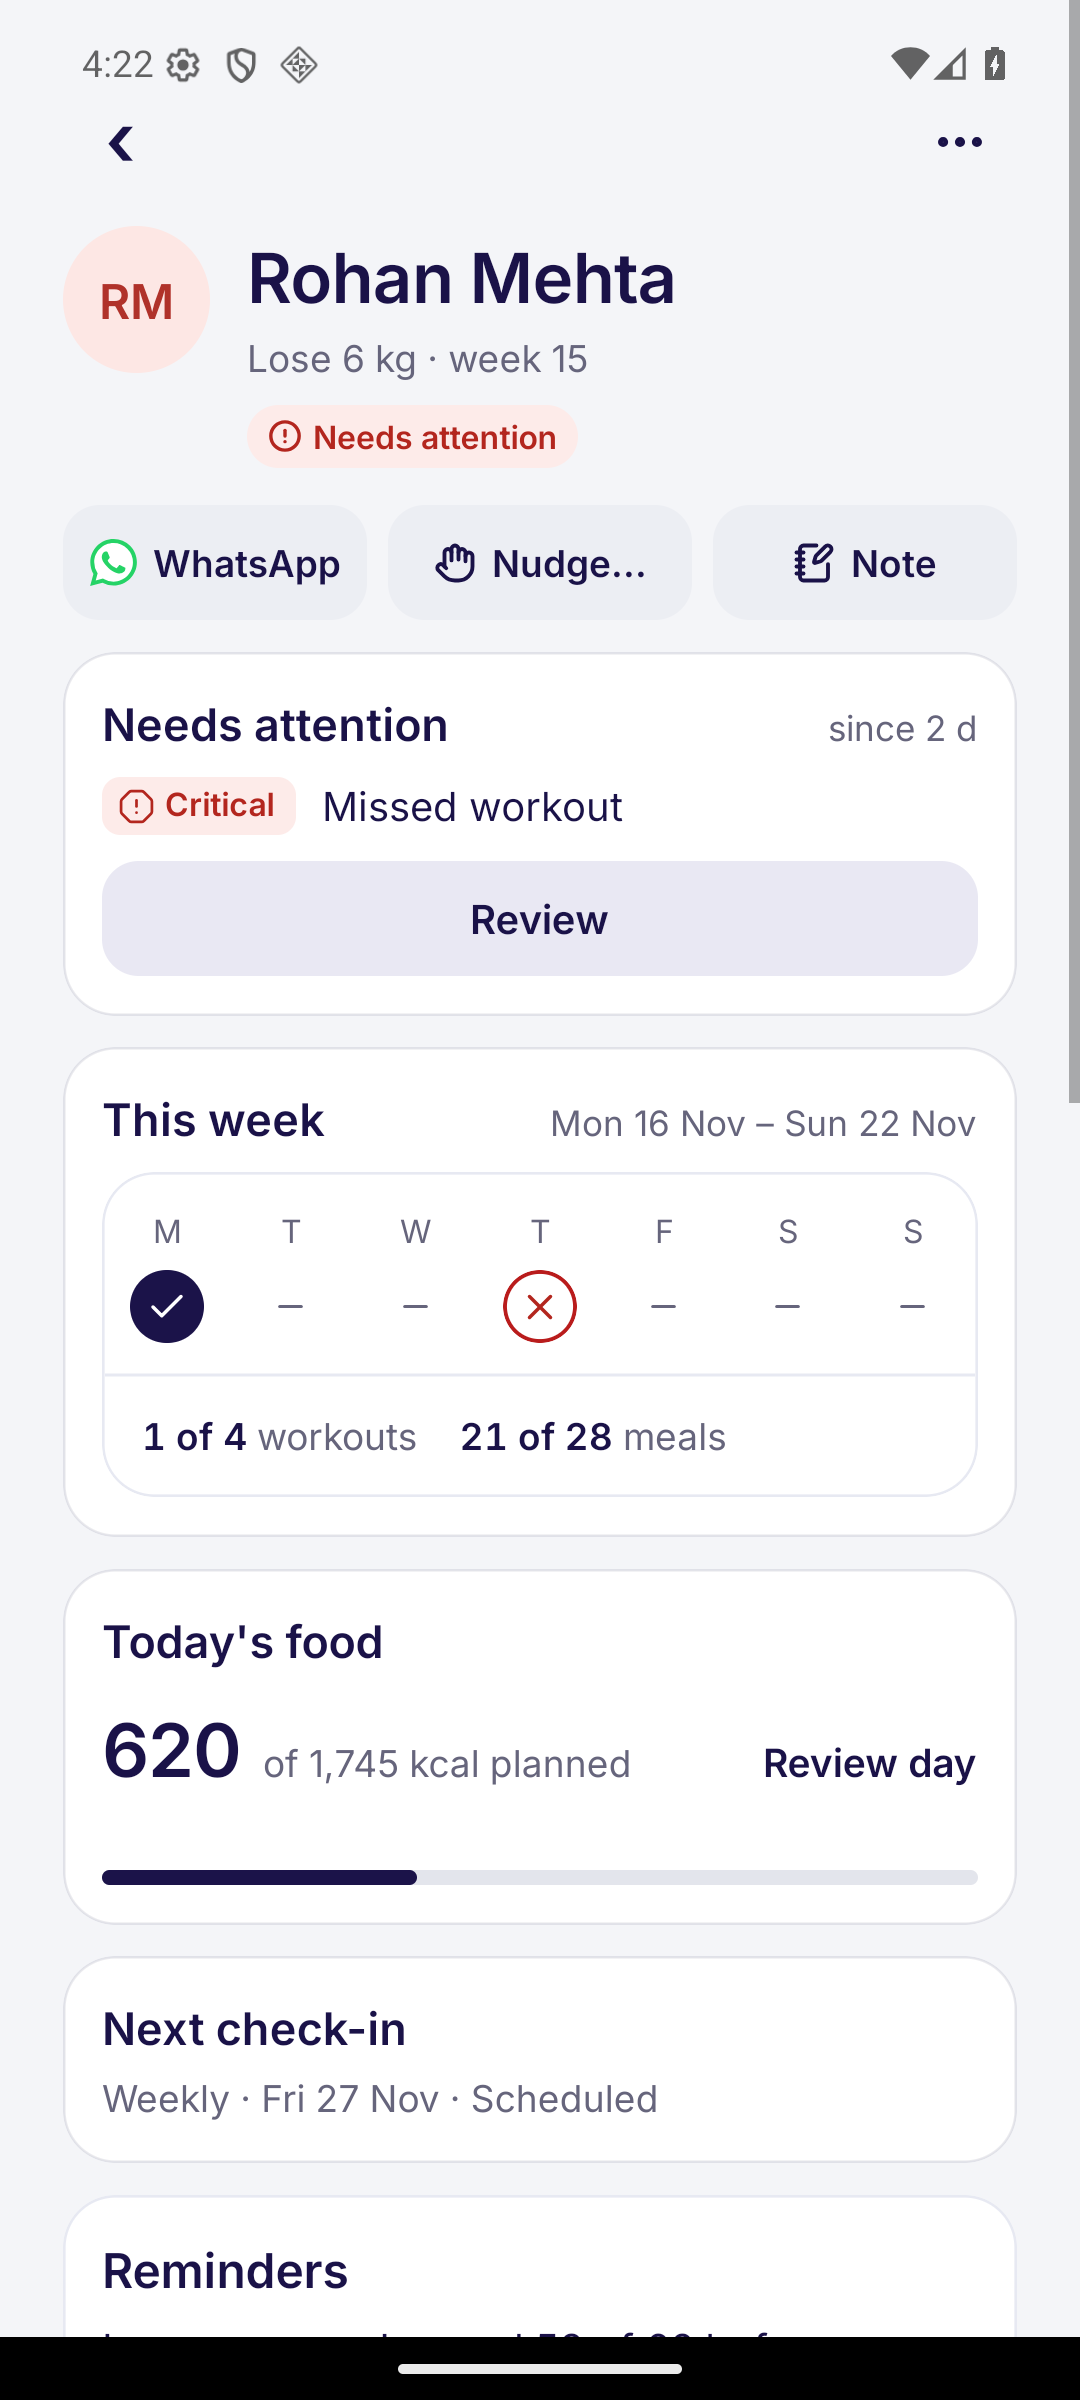 4:22
RM
Rohan Mehta
Lose 6 kg · week 15
Needs attention
WhatsApp
Nudge...
Note
Needs attention
since 2 d
Critical
Missed workout
Review
This week
Mon 16 Nov – Sun 22 Nov
M T W T F S S
1 of 4 workouts 21 of 28 meals
Today's food
620 of 1,745 kcal planned
Review day
Next check-in
Weekly · Fri 27 Nov · Scheduled
Reminders